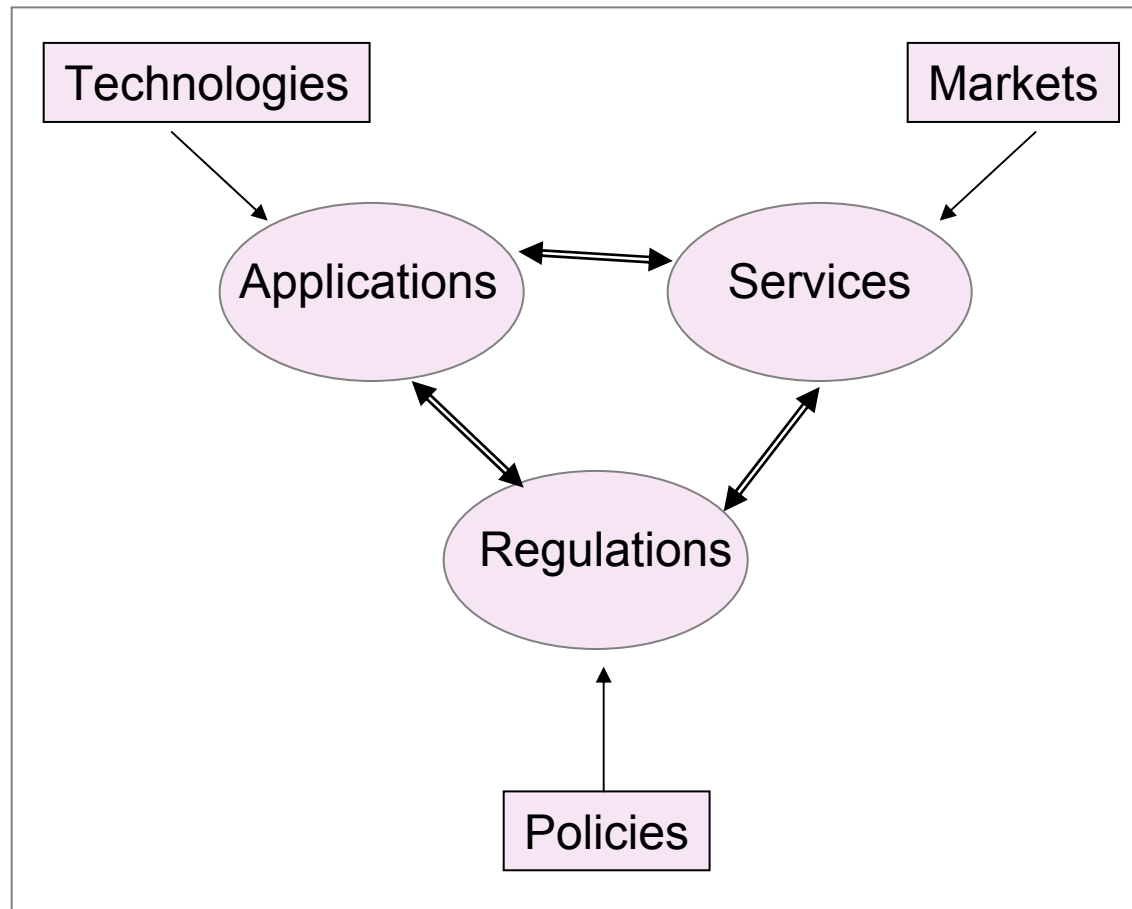 Technologies
Markets
Applications
Services
Regulations
Policies